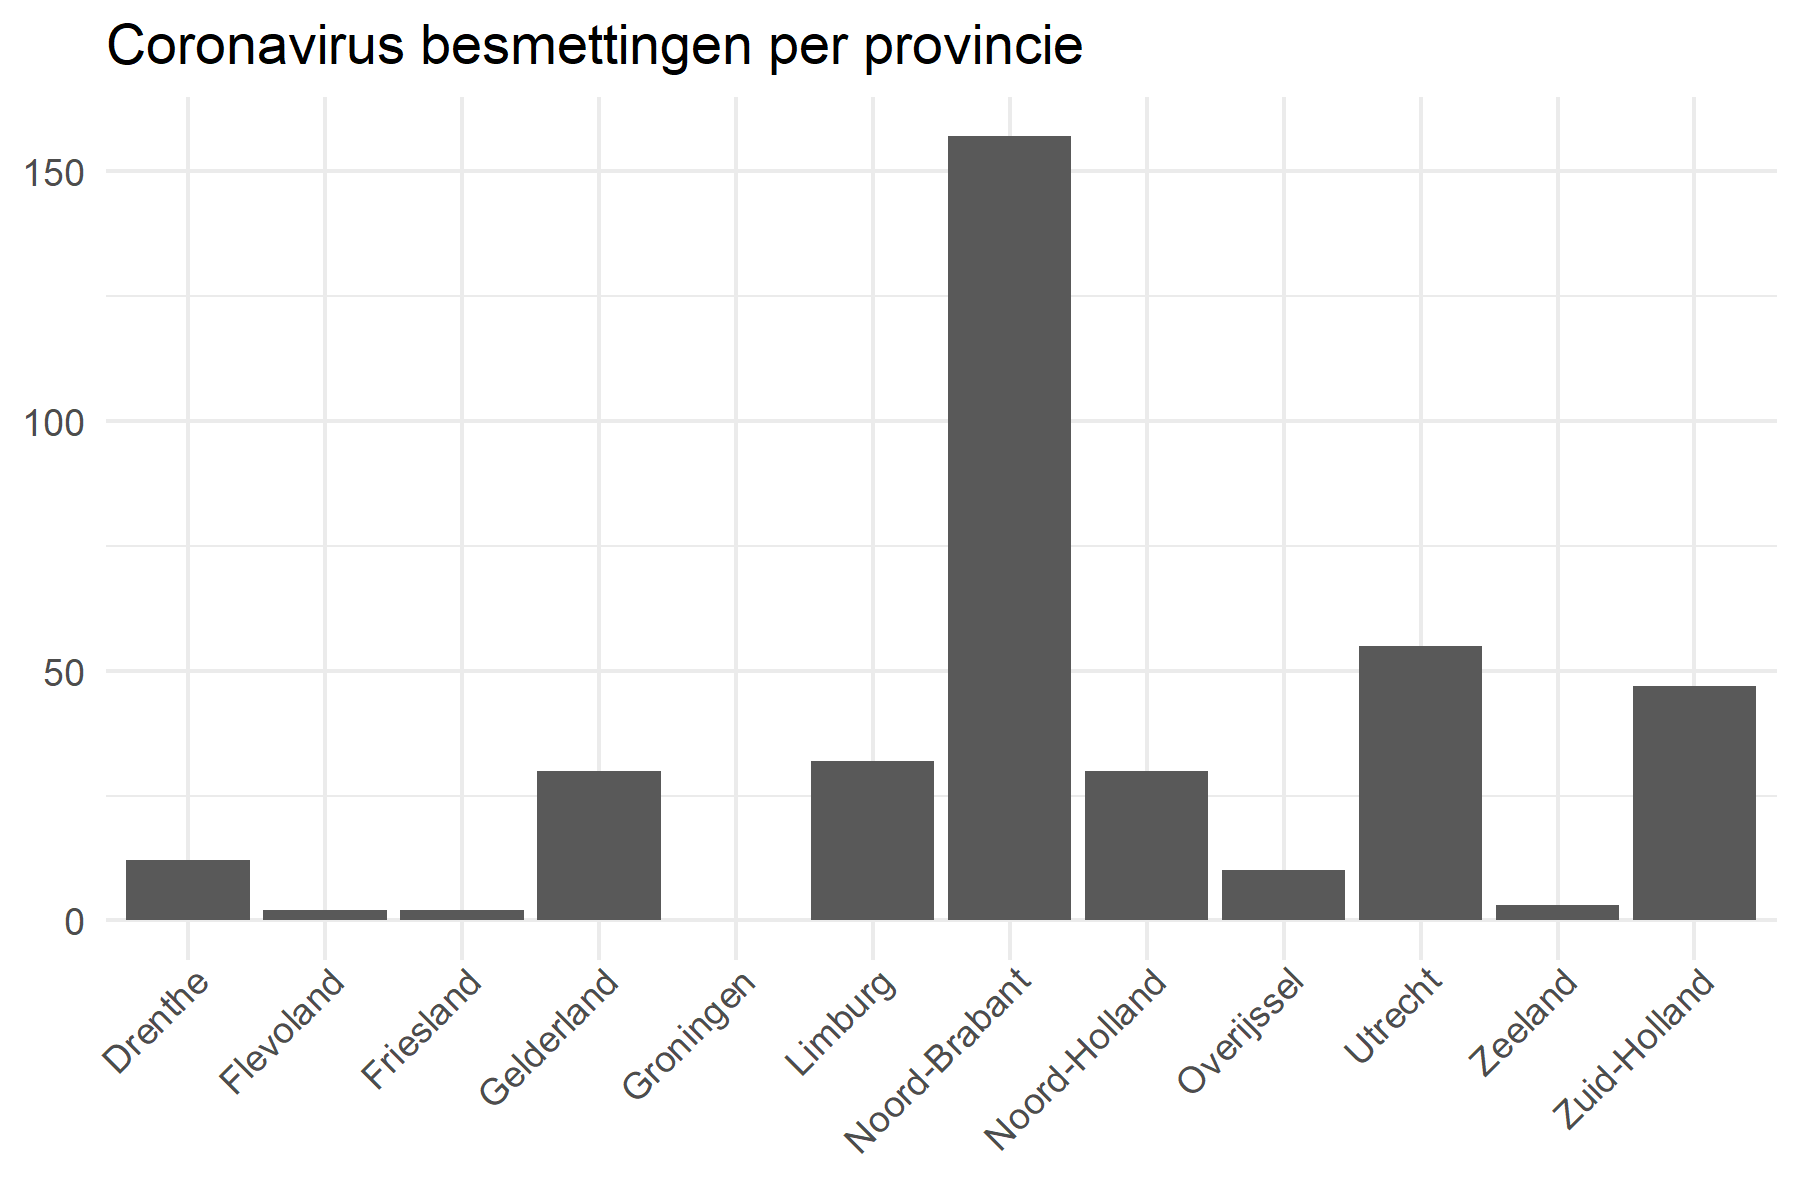 Coronavirus besmettingen per provincie
150
100
50
0
Drenthe
Flevoland
Friesland
Gelderland
Groningen
Limburg
Noord-Brabant
Noord-Holland
Overijssel
Utrecht
Zeeland
Zuid-Holland